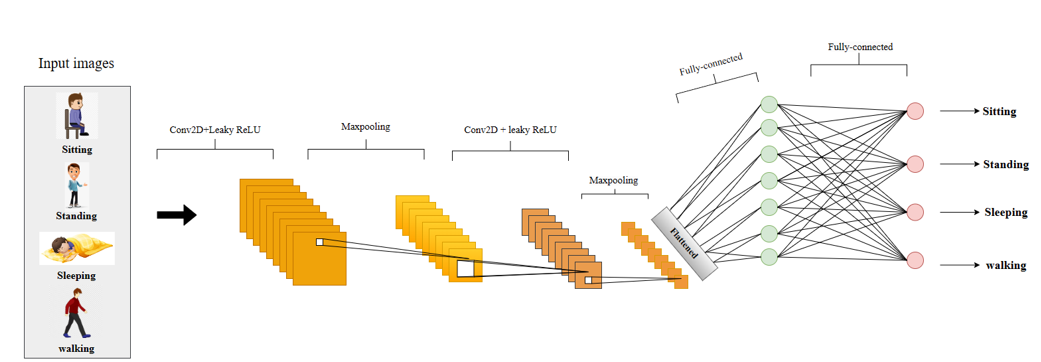 Input images
Sitting
Standing
Sleeping
walking
Conv2D+Leaky ReLU
Maxpooling
Conv2D + leaky ReLU
Maxpooling
Flattened
Fully-connected
Fully-connected
Sitting
Standing
Sleeping
walking